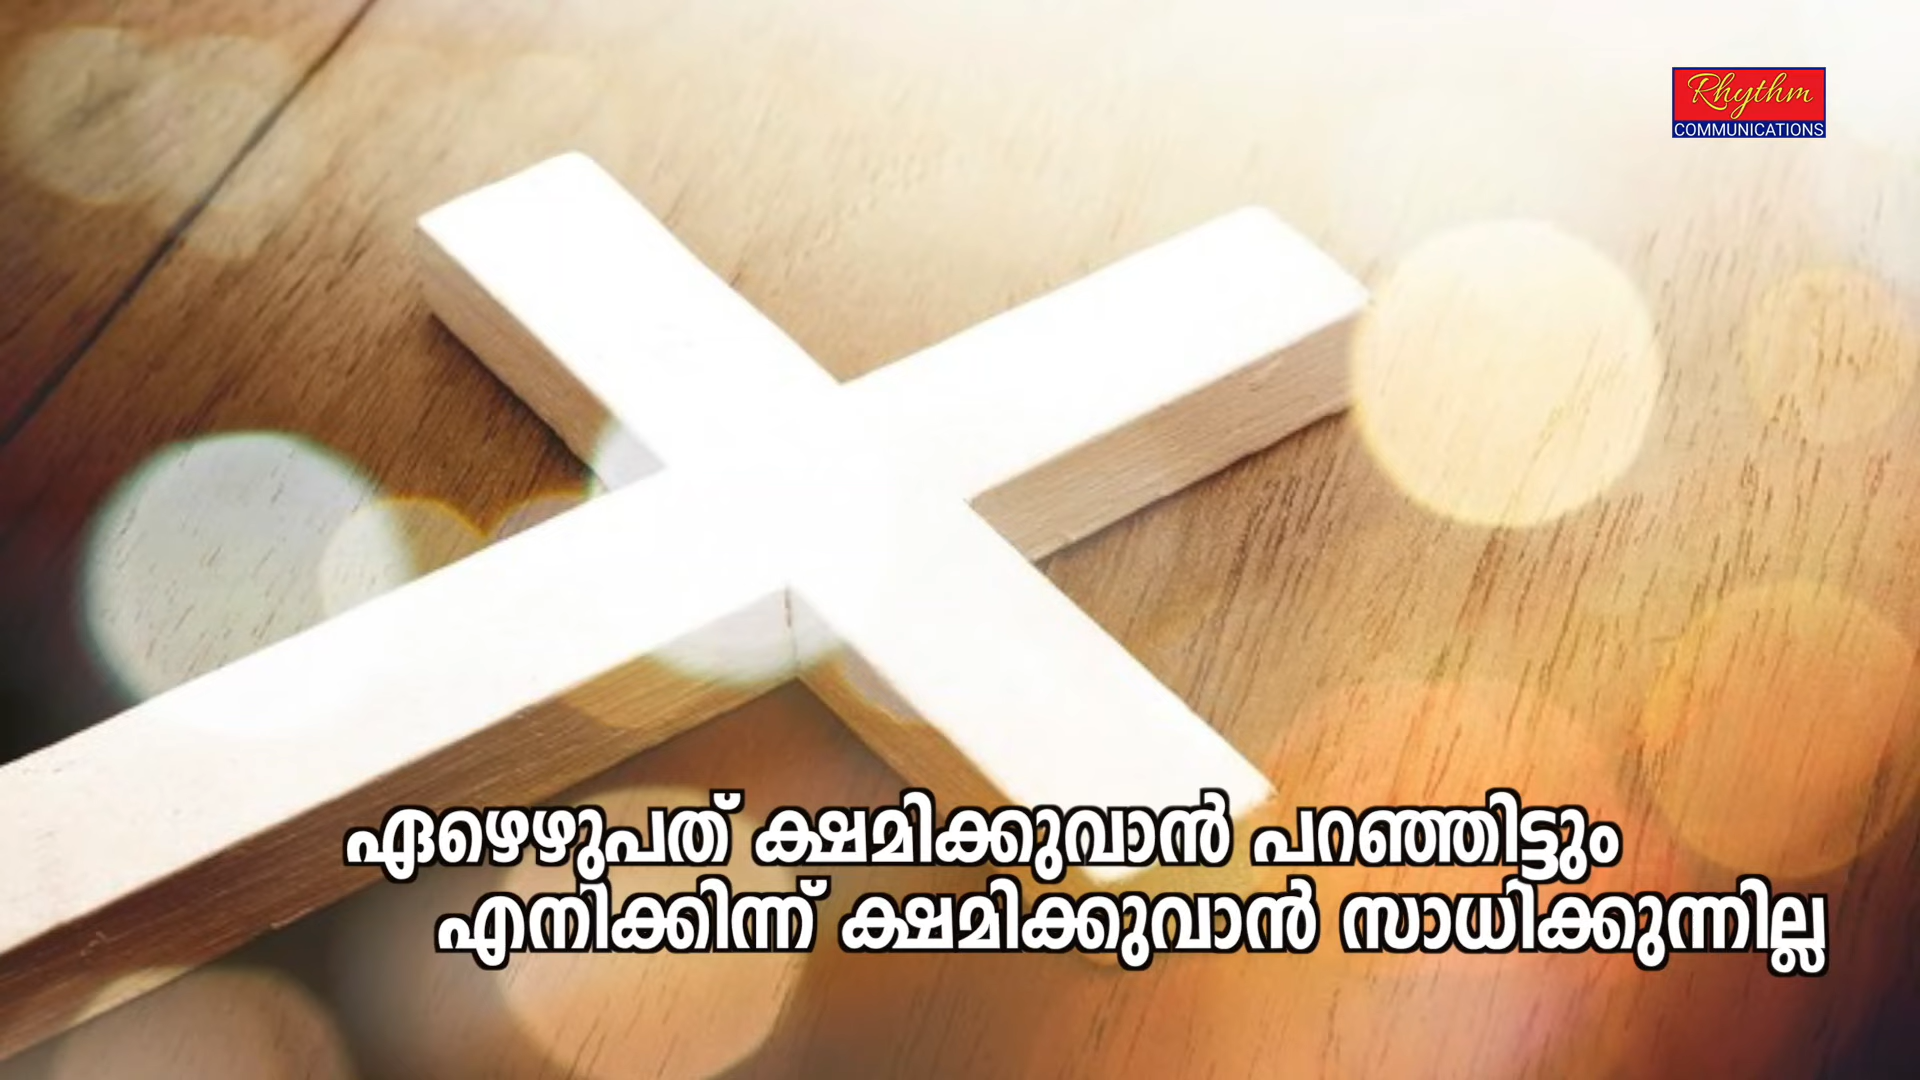 Rhythm
COMMUNICATIONS
ഏഴെഴുപത് ക്ഷമിക്കുവാൻ പറഞ്ഞിട്ടും
എനിക്കിന്ന് ക്ഷമിക്കുവാൻ സാധിക്കുന്നില്ല